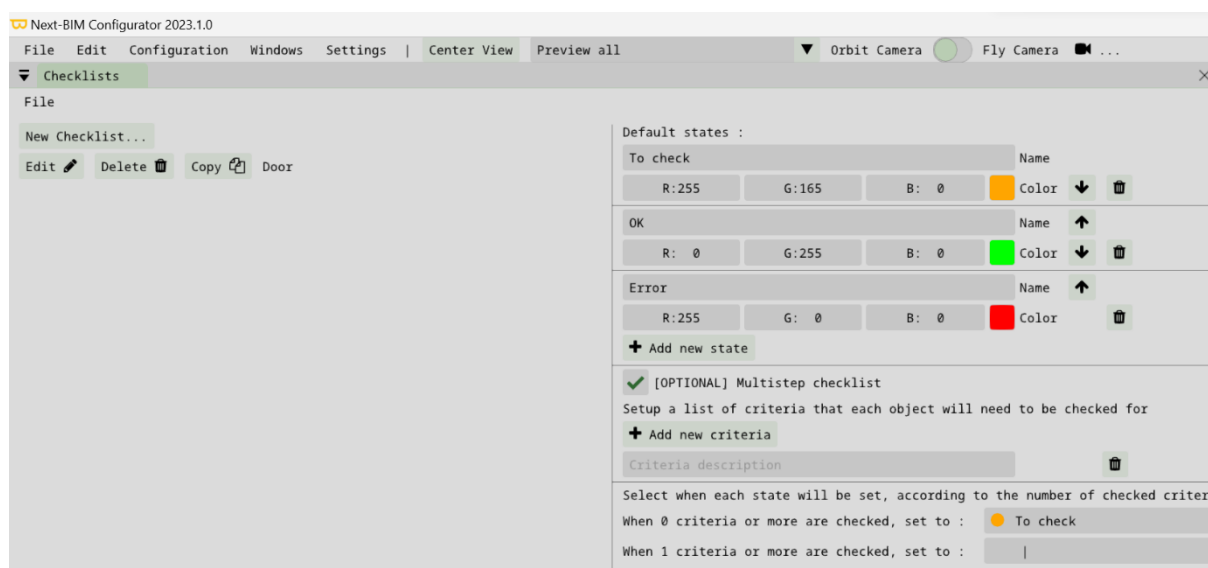 Next-BIM Configurator 2023.1.0
File Edit Configuration Windows Settings | Center View Preview all Orbit Camera Fly Camera ...
Checklists
File
New Checklist...
Edit Delete Copy Door
Default states :
To check Name
R:255 G:165 B: 0 Color
OK Name
R: 0 G:255 B: 0 Color
Error Name
R:255 G: 0 B: 0 Color
Add new state
[OPTIONAL] Multistep checklist
Setup a list of criteria that each object will need to be checked for
Add new criteria
Criteria description
Select when each state will be set, according to the number of checked criter
When 0 criteria or more are checked, set to : To check
When 1 criteria or more are checked, set to : |